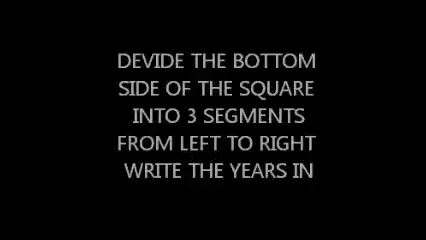 DEVIDE THE BOTTOM
SIDE OF THE SQUARE
INTO 3 SEGMENTS
FROM LEFT TO RIGHT
WRITE THE YEARS IN